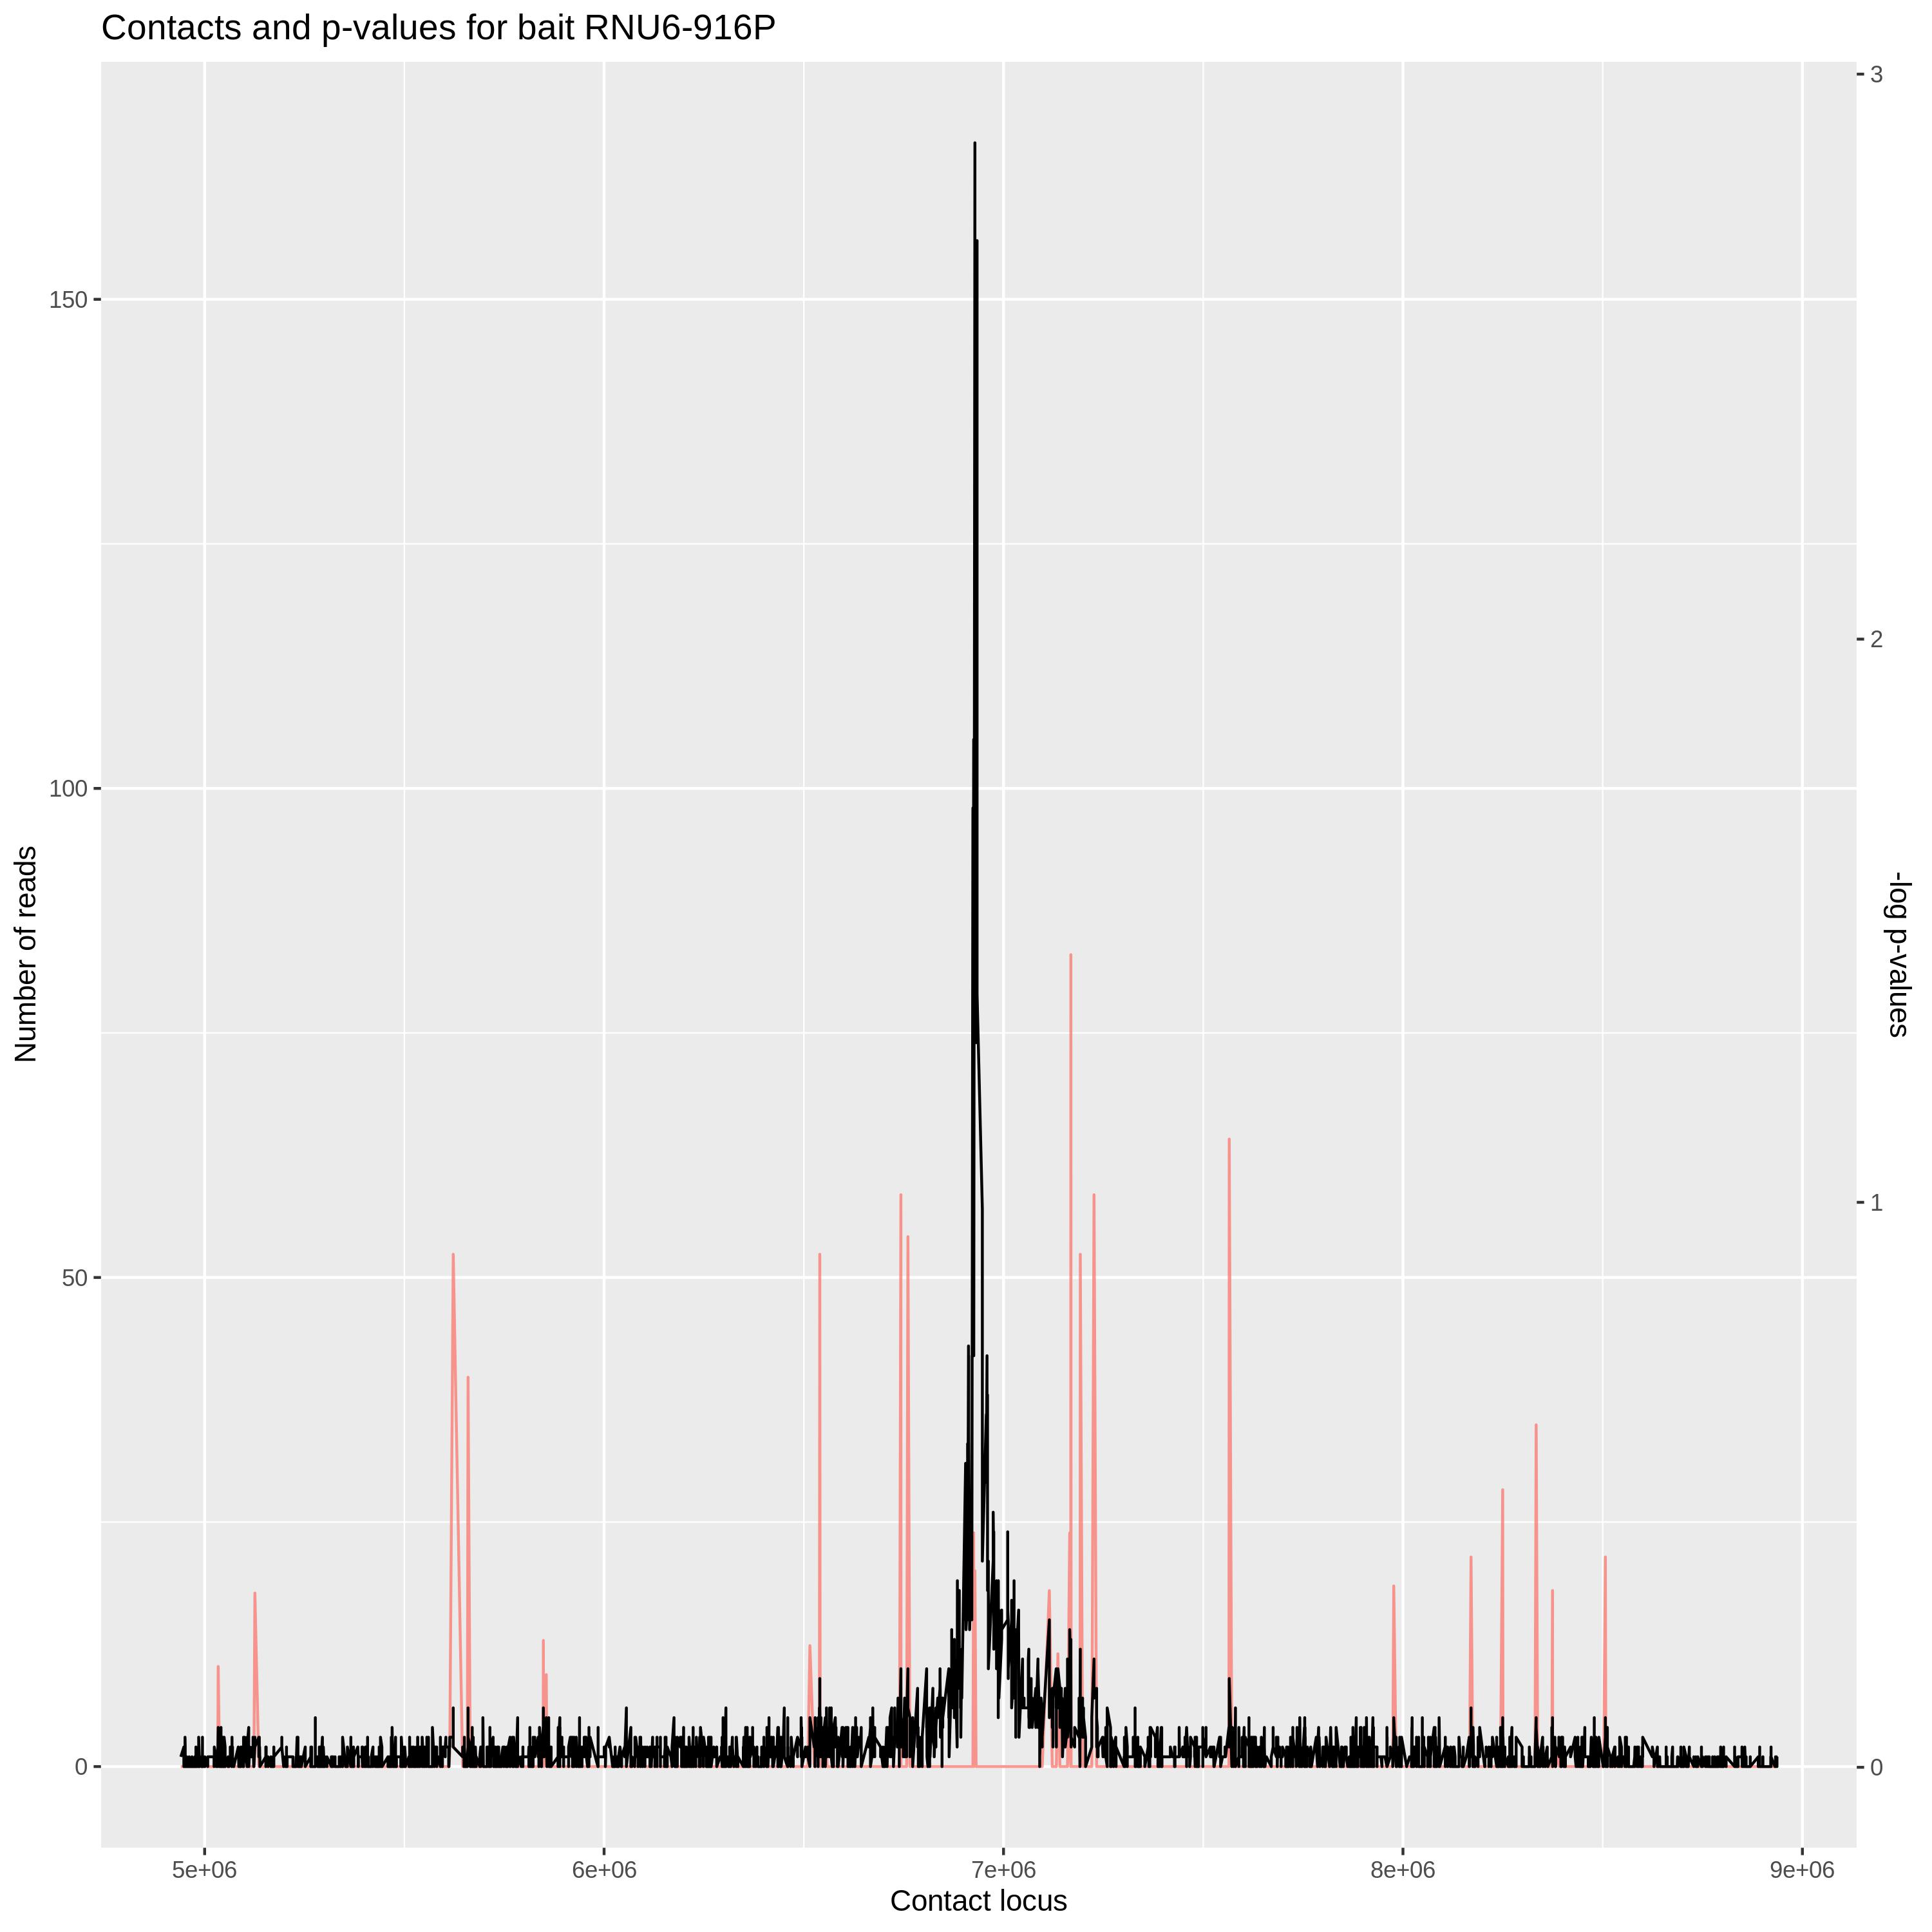 Contacts and p-values for bait RNU6-916P
3
150
2
100
Number of reads
-log p-values
1
50
0
0
5e+06
6e+06
7e+06
8e+06
9e+06
Contact locus